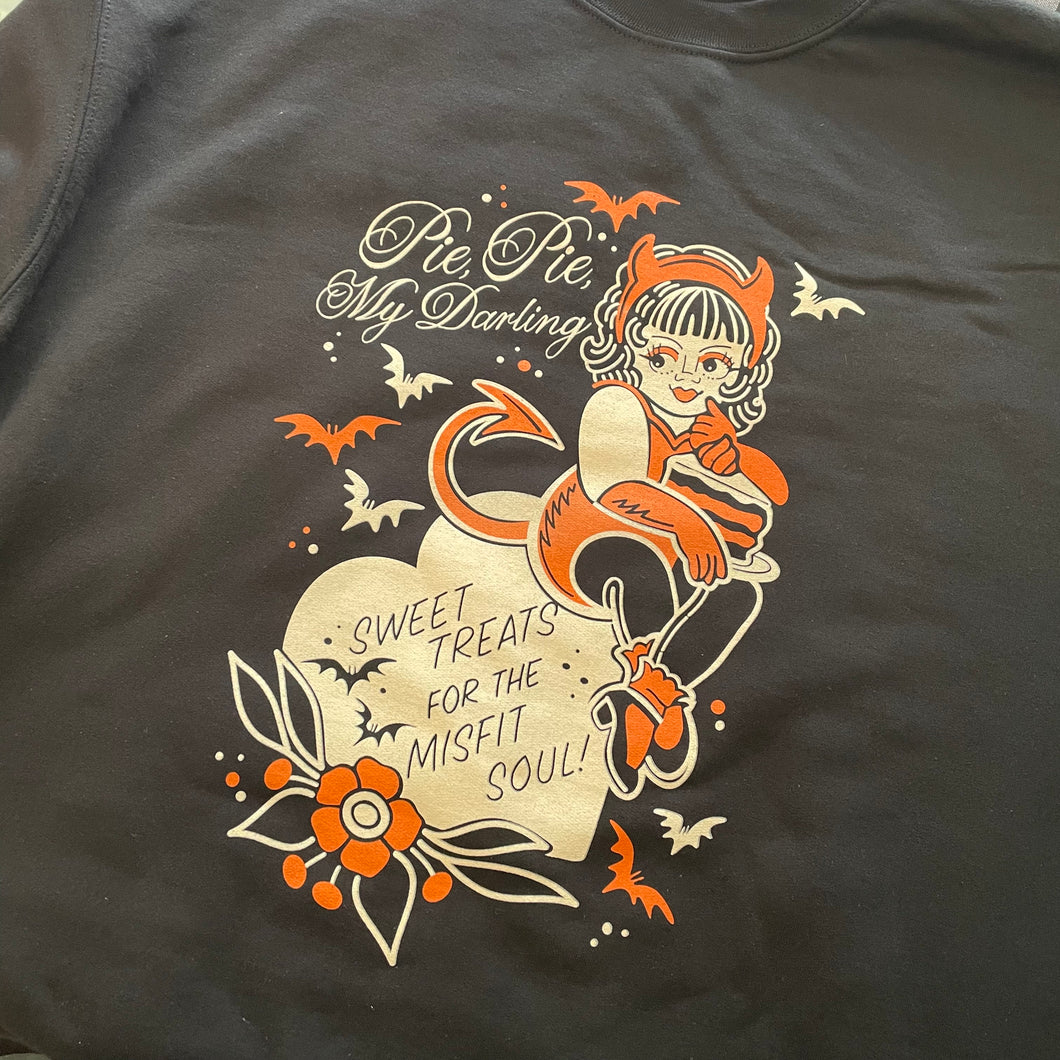 Pie, Pie,
My Darling
SWEET
TREATS
FOR THE
MISFIT
SOUL!